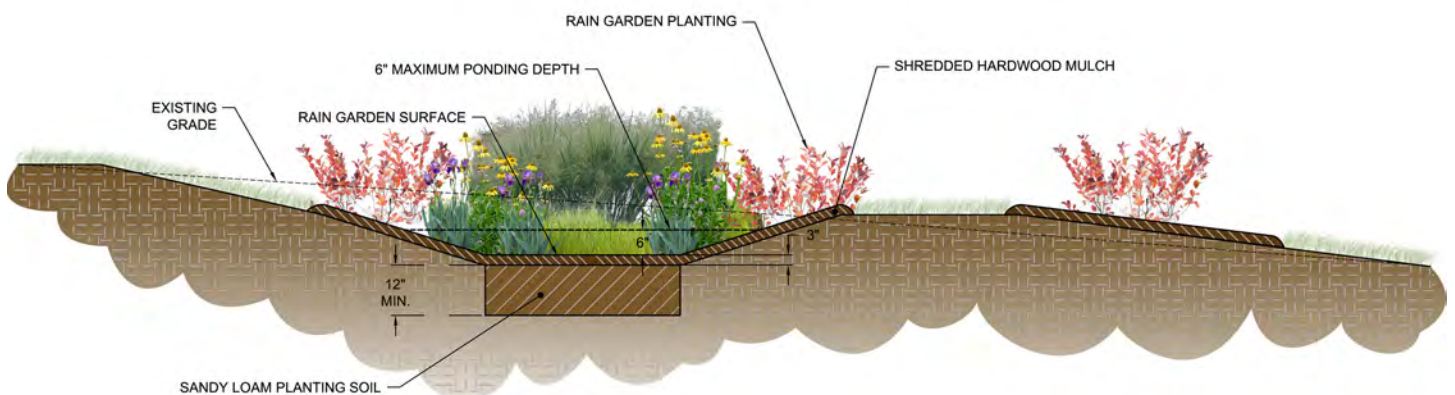 RAIN GARDEN PLANTING
6" MAXIMUM PONDING DEPTH
SHREDDED HARDWOOD MULCH
EXISTING
GRADE
RAIN GARDEN SURFACE
6"
3"
12"
MIN.
SANDY LOAM PLANTING SOIL